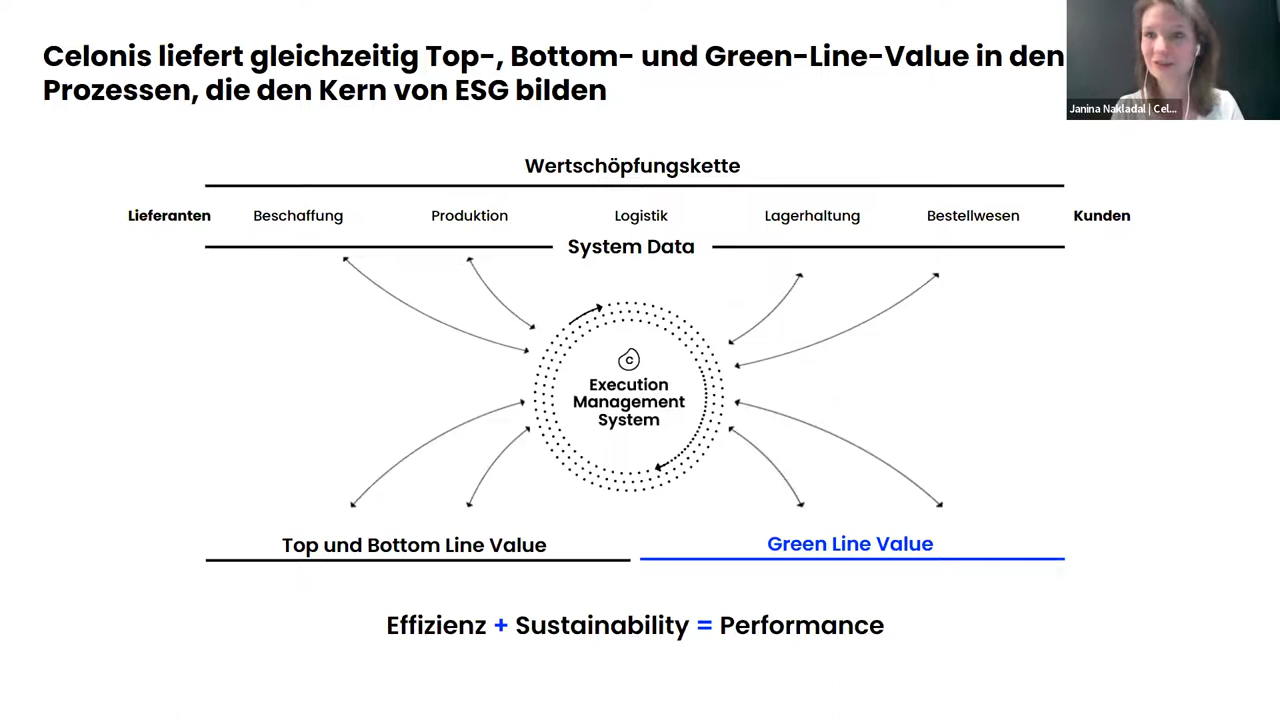 Celonis liefert gleichzeitig Top-, Bottom- und Green-Line-Value in den
Prozessen, die den Kern von ESG bilden
Janina Nakladal | Cel...
Wertschöpfungskette
Lieferanten Beschaffung Produktion Logistik Lagerhaltung Bestellwesen Kunden
System Data
C
Execution
Management
System
Top und Bottom Line Value
Green Line Value
Effizienz + Sustainability = Performance